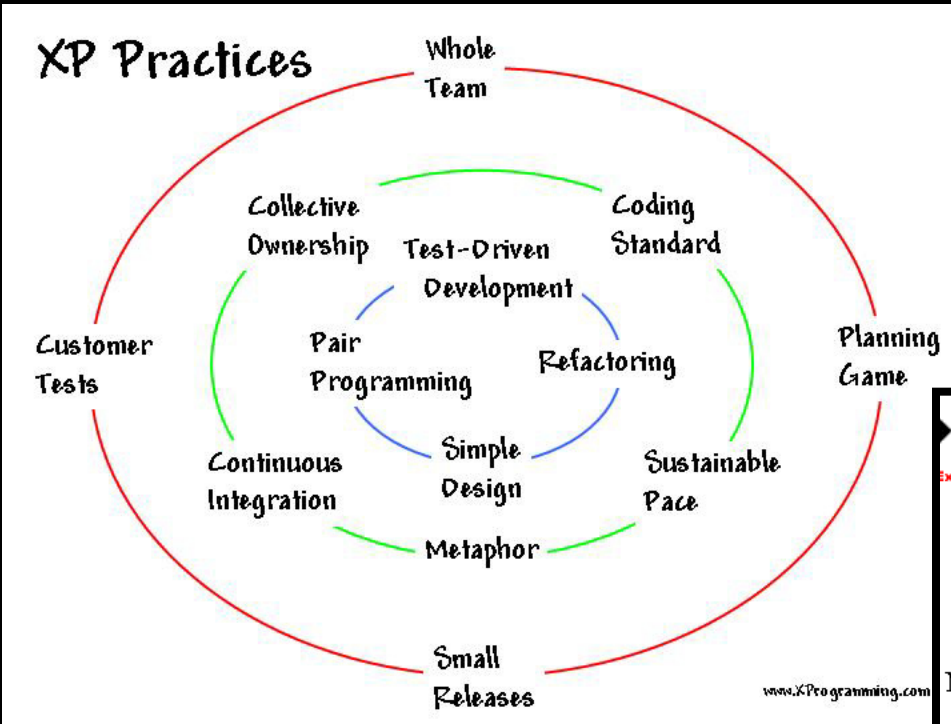 XP Practices
Whole
Team
Collective
Ownership
Coding
Standard
Test-Driven
Development
Customer
Tests
Pair
Programming
Refactoring
Planning
Game
Continuous
Integration
Simple
Design
Sustainable
Pace
Metaphor
Small
Releases
www.XProgramming.com